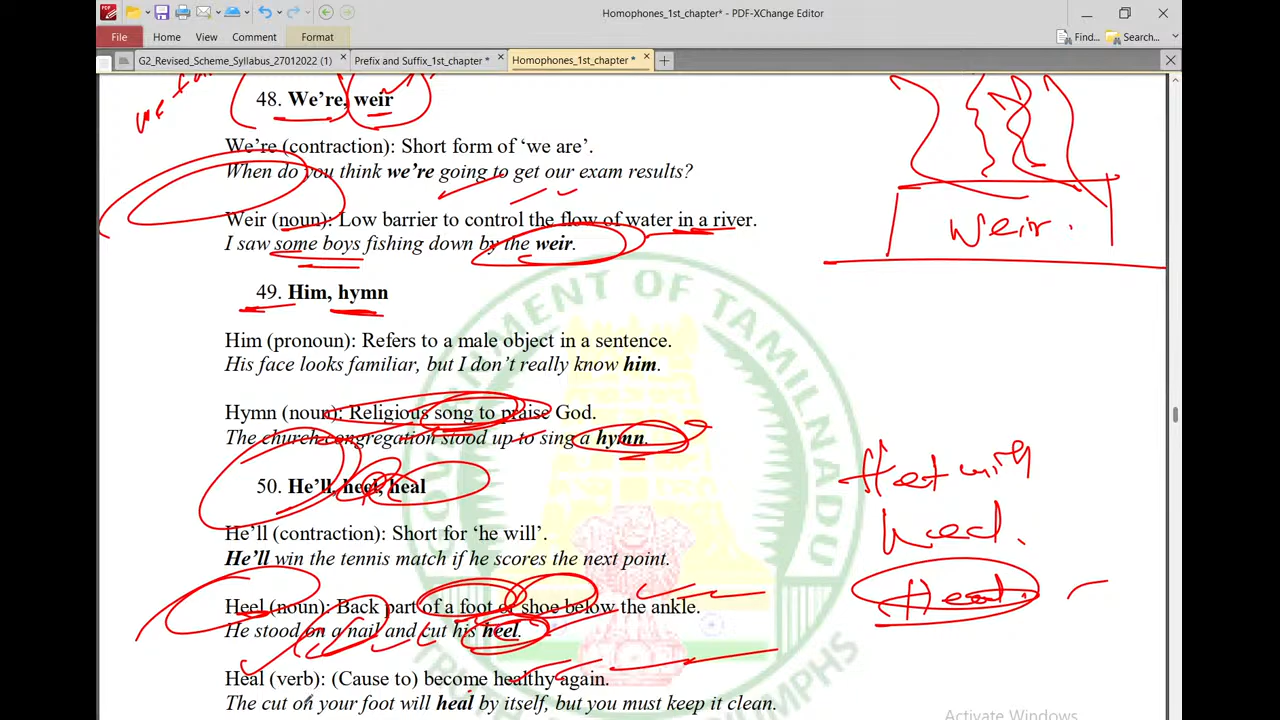 Homophones_1st_chapter* - PDF-XChange Editor
File Home View Comment Format
Find... Search...
G2_Revised_Scheme_Syllabus_27012022 (1) Prefix and Suffix_1st_chapter * Homophones_1st_chapter *
48. We're, weir
We're (contraction): Short form of 'we are'.
When do you think we're going to get our exam results?
Weir (noun): Low barrier to control the flow of water in a river.
I saw some boys fishing down by the weir.
Weir.
49. Him, hymn
Him (pronoun): Refers to a male object in a sentence.
His face looks familiar, but I don't really know him.
Hymn (noun): Religious song to praise God.
The church congregation stood up to sing a hymn.
50. He'll, heel, heal
He'll (contraction): Short for 'he will'.
He'll win the tennis match if he scores the next point.
Heel (noun): Back part of a foot or shoe below the ankle.
He stood on a nail and cut his heel.
Heal (verb): (Cause to) become healthy again.
The cut on your foot will heal by itself, but you must keep it clean.
GOVERNMENT OF TAMILNADU
TRUTH ALONE TRIUMPHS
Activate Windows